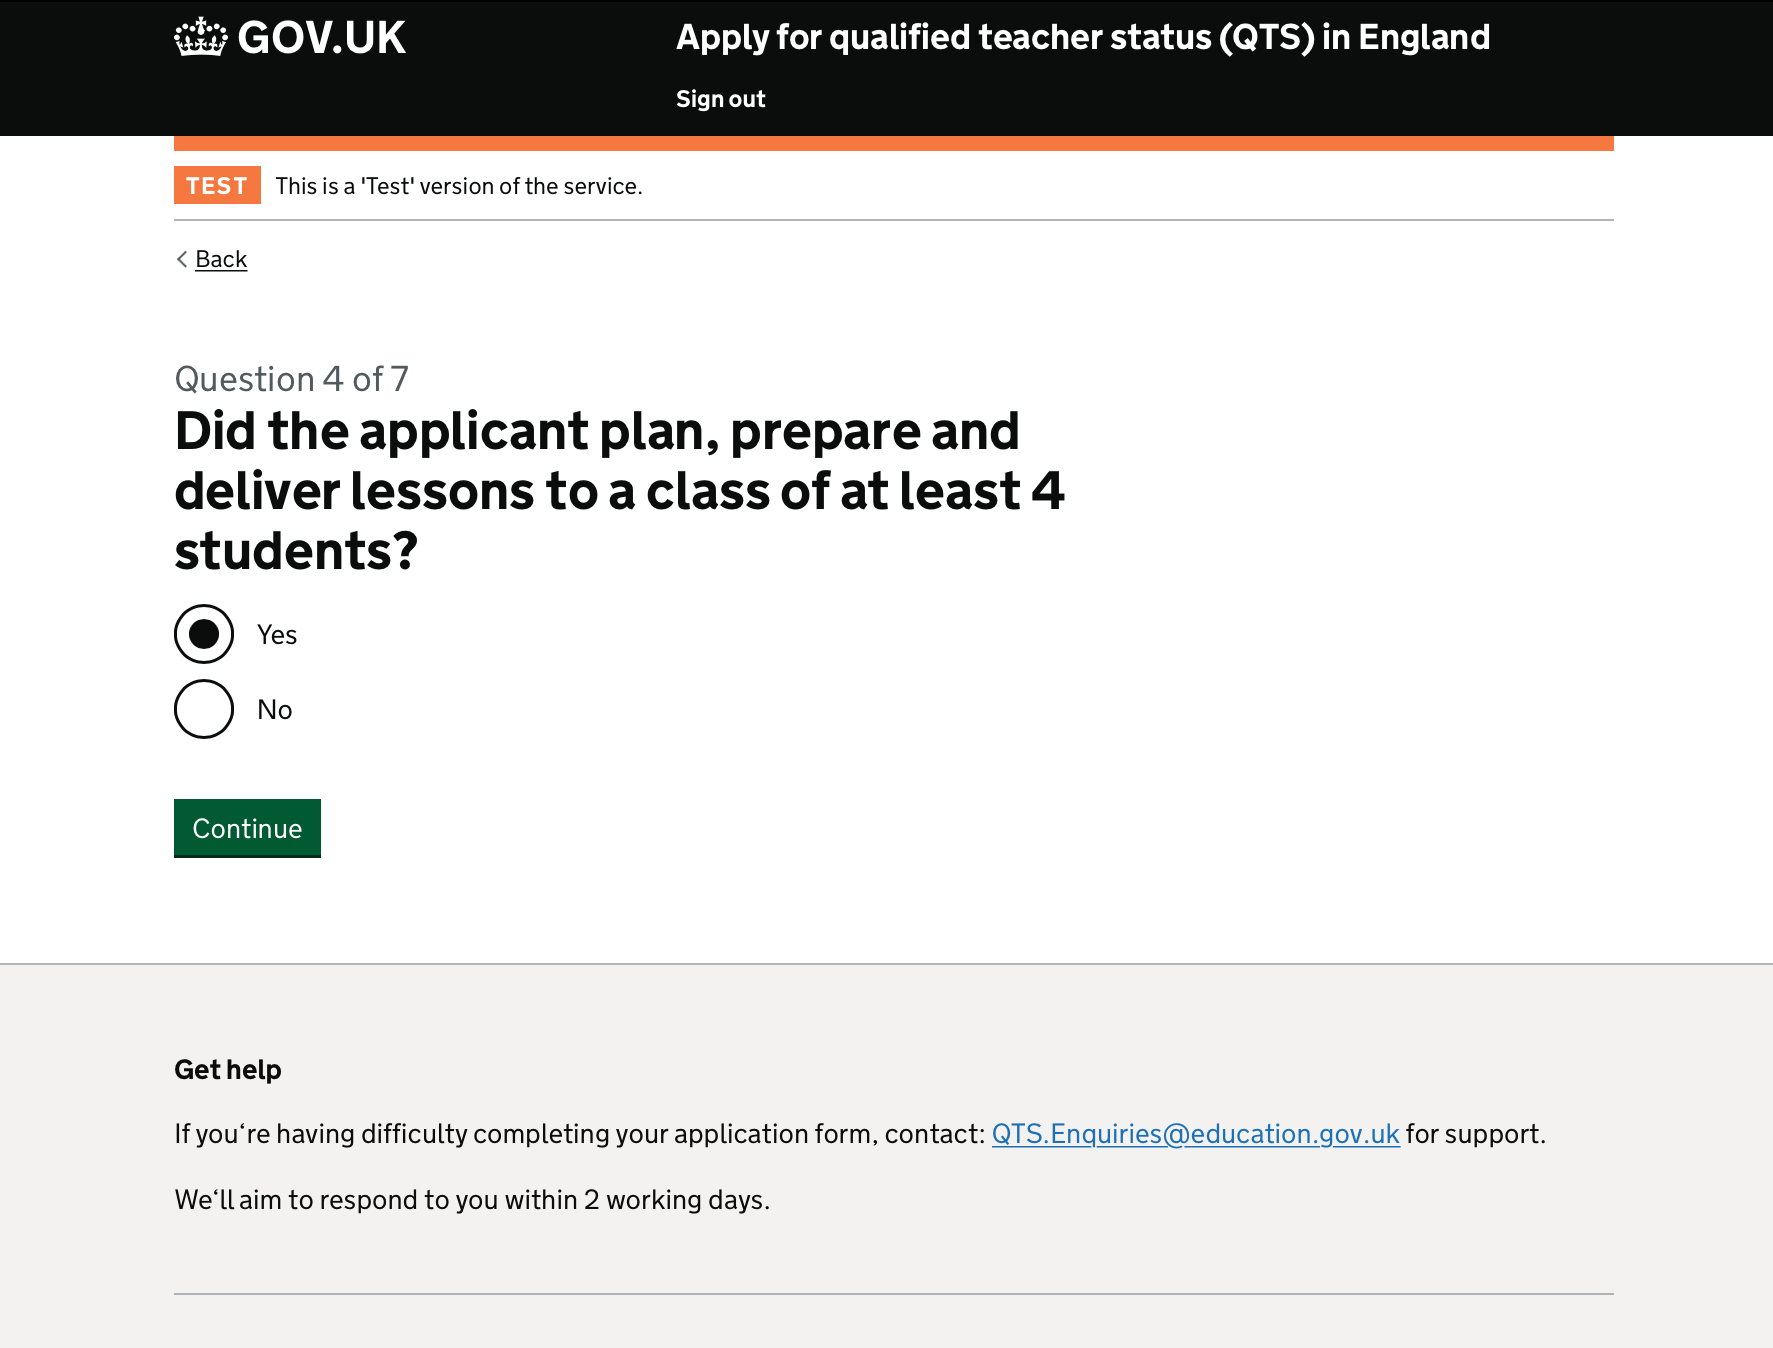 GOV.UK
Apply for qualified teacher status (QTS) in England
Sign out
TEST This is a 'Test' version of the service.
Back
Question 4 of 7
Did the applicant plan, prepare and
deliver lessons to a class of at least 4
students?
Yes
No
Continue
Get help
If you‘re having difficulty completing your application form, contact: QTS.Enquiries@education.gov.uk for support.
We‘ll aim to respond to you within 2 working days.